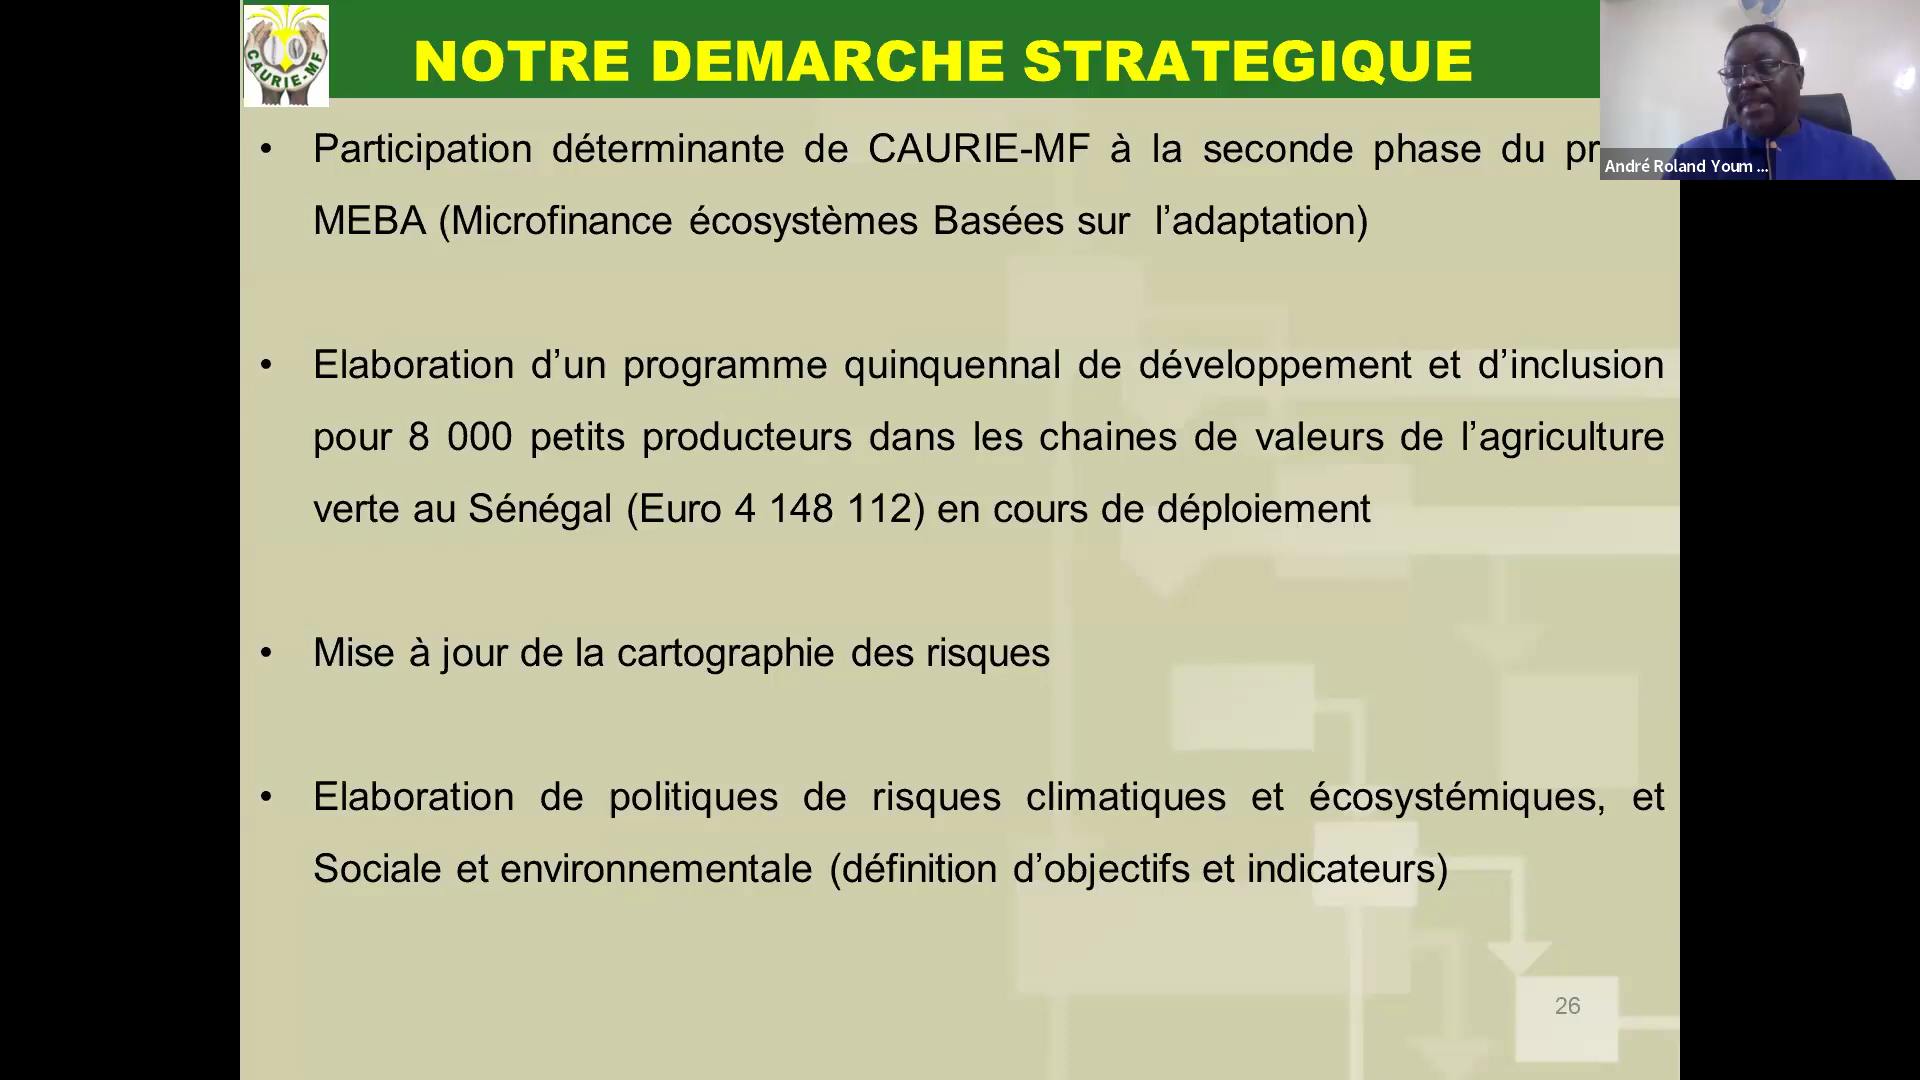 CAURIE-MF
NOTRE DEMARCHE STRATEGIQUE
André Roland Youm ...
• Participation déterminante de CAURIE-MF à la seconde phase du
MEBA (Microfinance écosystèmes Basées sur l’adaptation)
• Elaboration d’un programme quinquennal de développement et d’inclusion
pour 8 000 petits producteurs dans les chaines de valeurs de l’agriculture
verte au Sénégal (Euro 4 148 112) en cours de déploiement
• Mise à jour de la cartographie des risques
• Elaboration de politiques de risques climatiques et écosystémiques, et
Sociale et environnementale (définition d’objectifs et indicateurs)
26